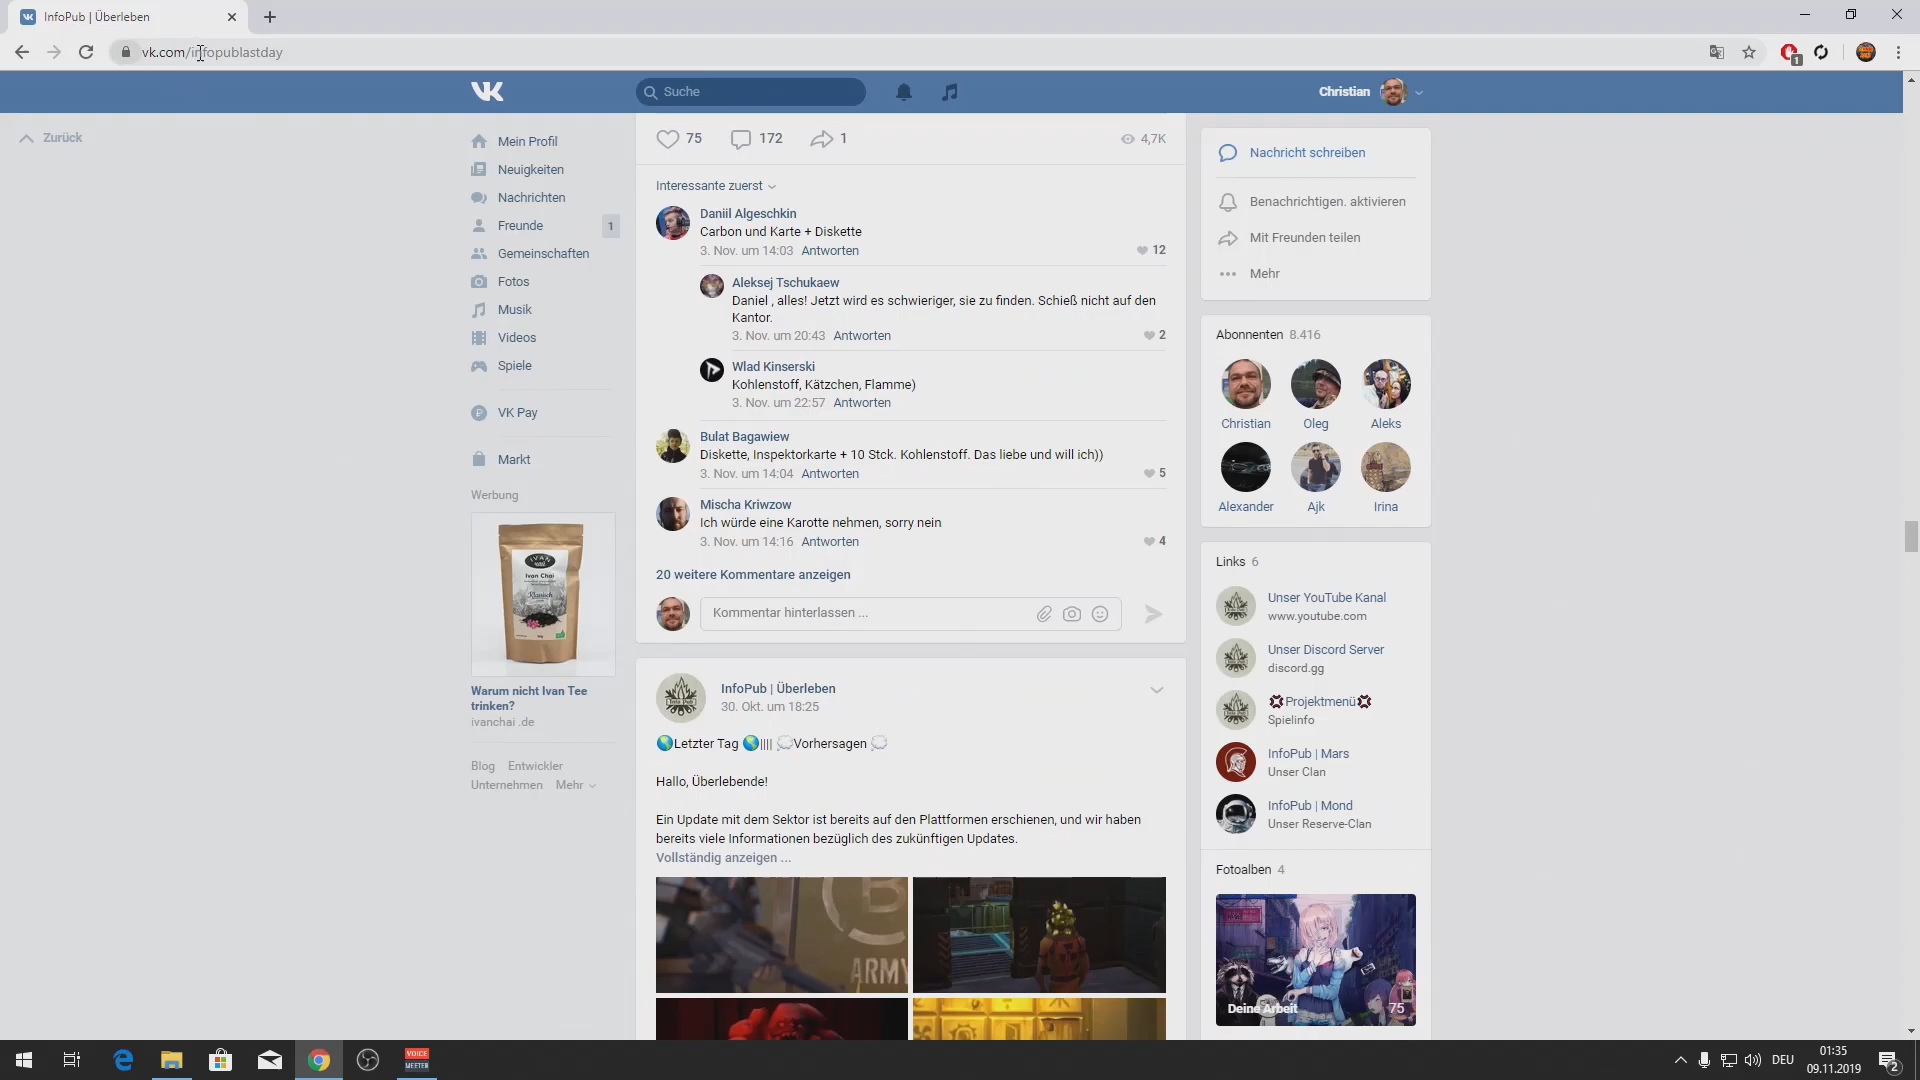 InfoPub | Überleben
vk.com/infopublastday
1
Suche
Christian
Zurück
Mein Profil
Neuigkeiten
Nachrichten
Freunde 1
Gemeinschaften
Fotos
Musik
Videos
Spiele
VK Pay
Markt
Werbung
IVAN
Ivan Chai
Klassisch
Warum nicht Ivan Tee
trinken?
ivanchai .de
Blog Entwickler
Unternehmen Mehr
75 172 1 4,7K
Interessante zuerst
Daniil Algeschkin
Carbon und Karte + Diskette
3. Nov. um 14:03 Antworten 12
Aleksej Tschukaew
Daniel , alles! Jetzt wird es schwieriger, sie zu finden. Schieß nicht auf den
Kantor.
3. Nov. um 20:43 Antworten 2
Wlad Kinserski
Kohlenstoff, Kätzchen, Flamme)
3. Nov. um 22:57 Antworten
Bulat Bagawiew
Diskette, Inspektorkarte + 10 Stck. Kohlenstoff. Das liebe und will ich))
3. Nov. um 14:04 Antworten 5
Mischa Kriwzow
Ich würde eine Karotte nehmen, sorry nein
3. Nov. um 14:16 Antworten 4
20 weitere Kommentare anzeigen
Kommentar hinterlassen ...
InfoPub | Überleben
30. Okt. um 18:25
🌎Letzter Tag 🌎|||| 💭Vorhersagen 💭
Hallo, Überlebende!
Ein Update mit dem Sektor ist bereits auf den Plattformen erschienen, und wir haben
bereits viele Informationen bezüglich des zukünftigen Updates.
Vollständig anzeigen ...
ARMY
Nachricht schreiben
Benachrichtigen. aktivieren
Mit Freunden teilen
Mehr
Abonnenten 8.416
Christian Oleg Aleks
Alexander Ajk Irina
Links 6
Unser YouTube Kanal
www.youtube.com
Unser Discord Server
discord.gg
💢Projektmenü💢
Spielinfo
InfoPub | Mars
Unser Clan
InfoPub | Mond
Unser Reserve-Clan
Fotoalben 4
Deine Arbeit 75
VOICE
MEETER
DEU
01:35
09.11.2019
2